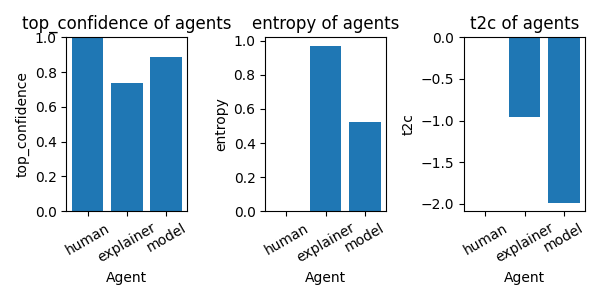 top_confidence of agents
top_confidence
1.0
0.8
0.6
0.4
0.2
0.0
human
explainer
model
Agent
entropy of agents
entropy
1.0
0.8
0.6
0.4
0.2
0.0
human
explainer
model
Agent
t2c of agents
t2c
0.0
−0.5
−1.0
−1.5
−2.0
human
explainer
model
Agent